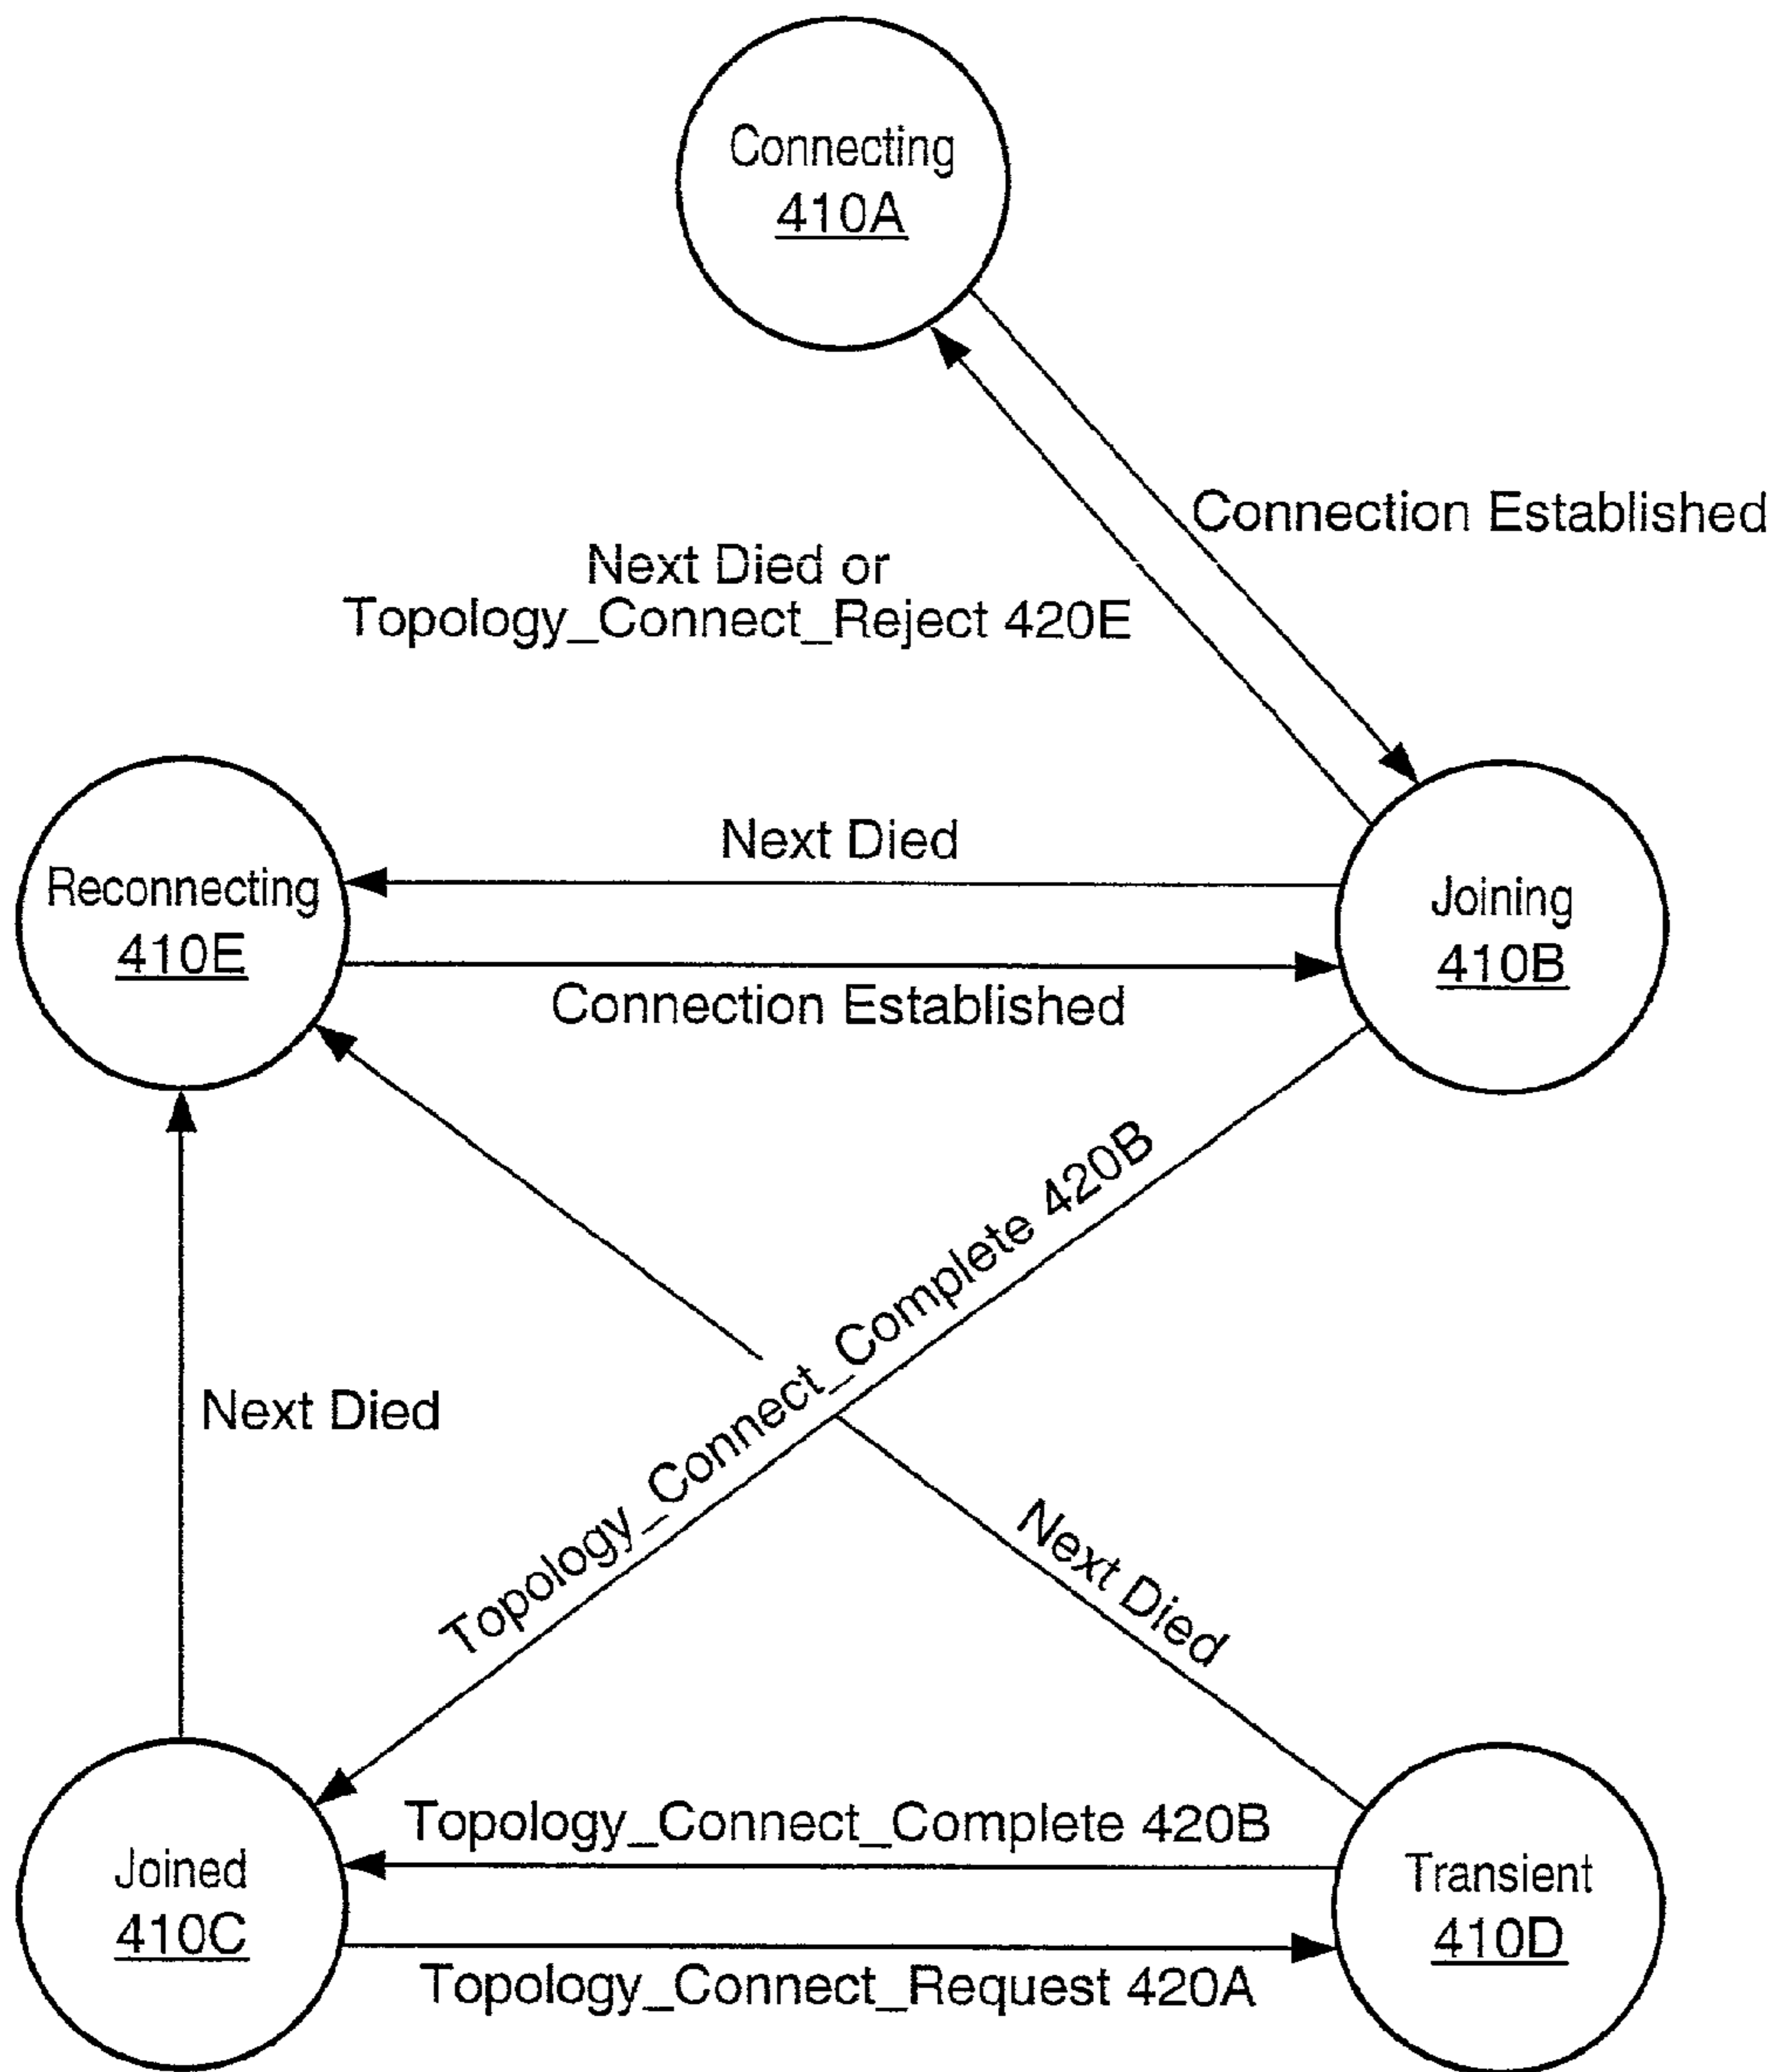 Connecting
410A
Connection Established
Next Died or
Topology_Connect_Reject 420E
Next Died
Reconnecting
410E
Joining
410B
Connection Established
Topology_Connect_Complete 420B
Next Died
Next Died
Topology_Connect_Complete 420B
Joined
410C
Transient
410D
Topology_Connect_Request 420A